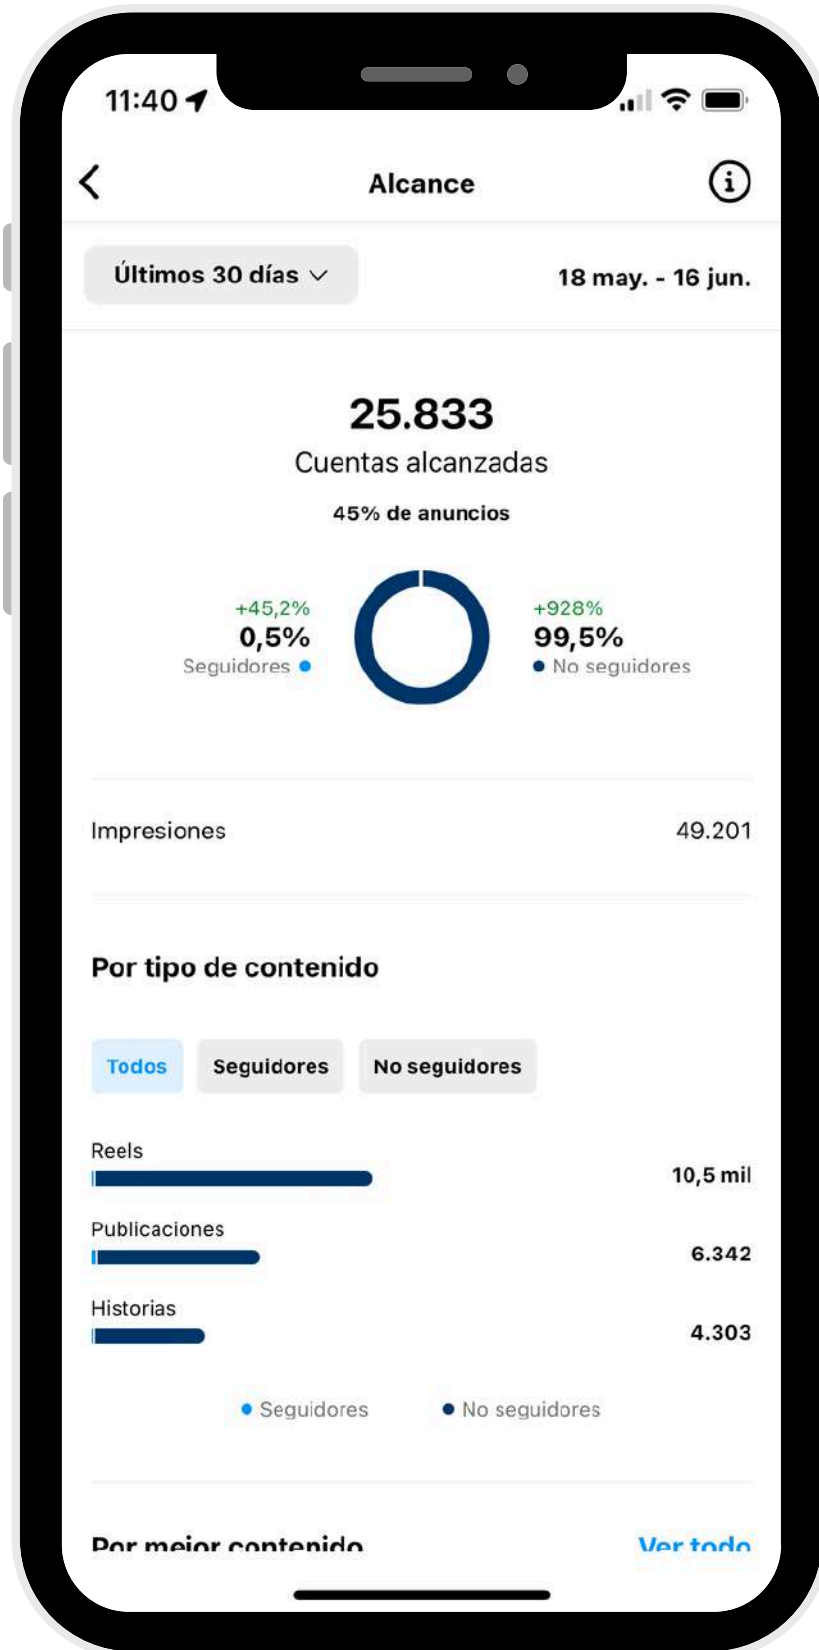 11:40
Alcance
Últimos 30 días
18 may. - 16 jun.
25.833
Cuentas alcanzadas
45% de anuncios
+45,2%
0,5%
Seguidores
+928%
99,5%
No seguidores
Impresiones
49.201
Por tipo de contenido
Todos
Seguidores
No seguidores
Reels
10,5 mil
Publicaciones
6.342
Historias
4.303
Seguidores
No seguidores
Por mejor contenido
Ver todo